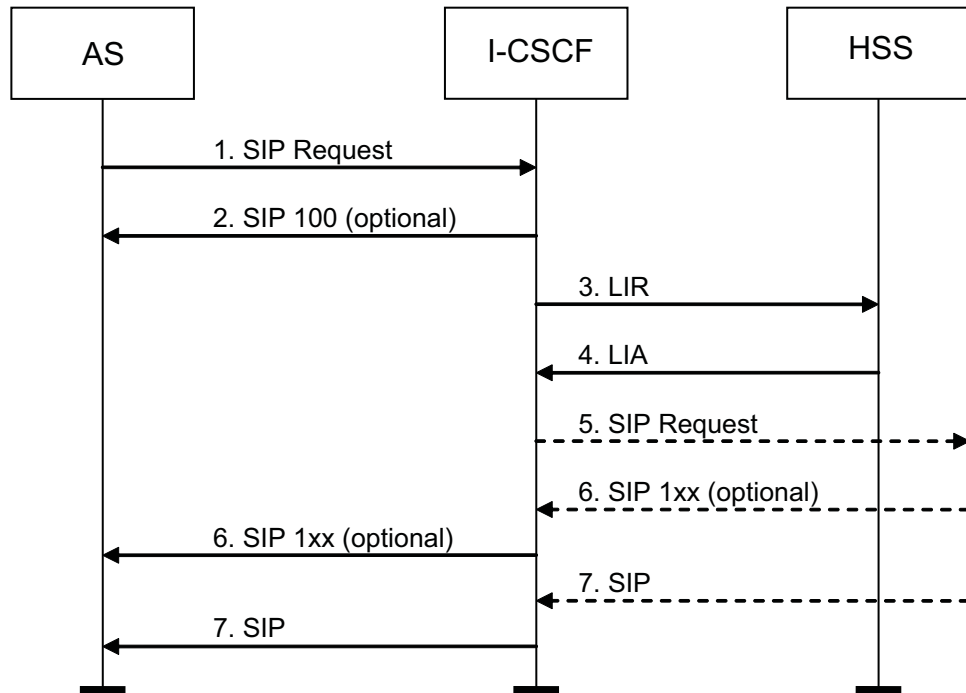 AS
I-CSCF
HSS
1. SIP Request
2. SIP 100 (optional)
3. LIR
4. LIA
5. SIP Request
6. SIP 1xx (optional)
6. SIP 1xx (optional)
7. SIP
7. SIP